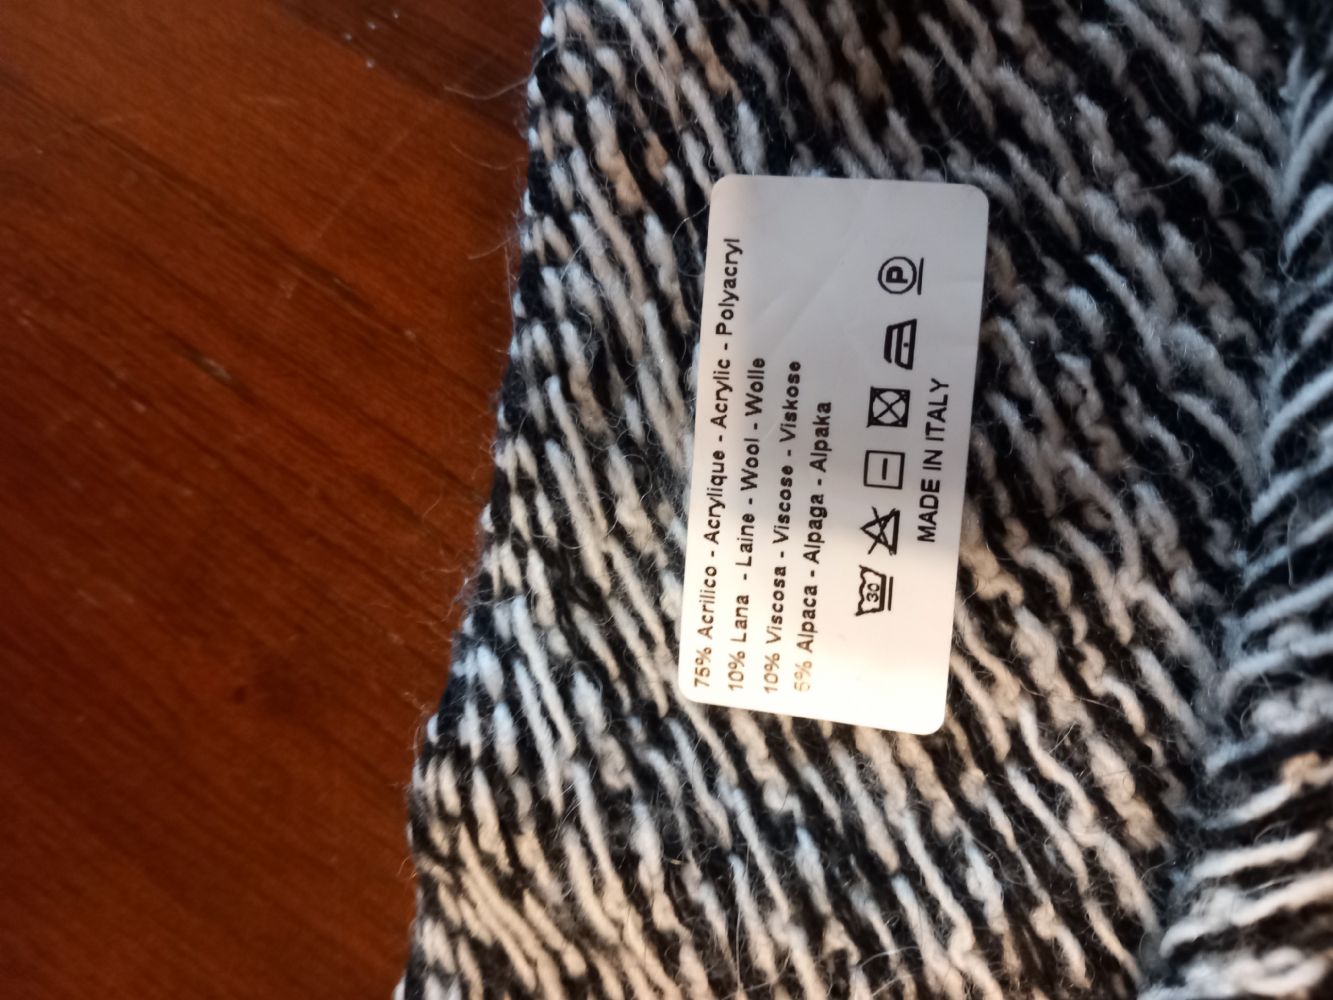 75% Acrilico - Acrylique - Acrylic - Polyacryl
10% Lana - Laine - Wool - Wolle
10% Viscosa - Viscose - Viskose
5% Alpaca - Alpaga - Alpaka
30 P
MADE IN ITALY